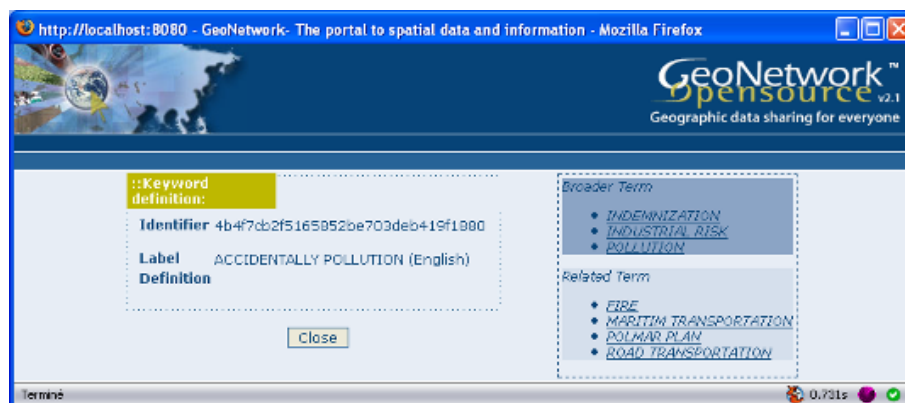 http://localhost:8080 - GeoNetwork- The portal to spatial data and information - Mozilla Firefox
GeoNetwork™
Opensource v2.1
Geographic data sharing for everyone
::Keyword
definition:
Identifier 4b4f7cb2f5165852be703deb419f1880
Label ACCIDENTALLY POLLUTION (English)
Definition
Close
Broader Term
• INDEMNIZATION
• INDUSTRIAL RISK
• POLLUTION
Related Term
• FIRE
• MARITIM TRANSPORTATION
• POLMAR PLAN
• ROAD TRANSPORTATION
Terminé
0.731s